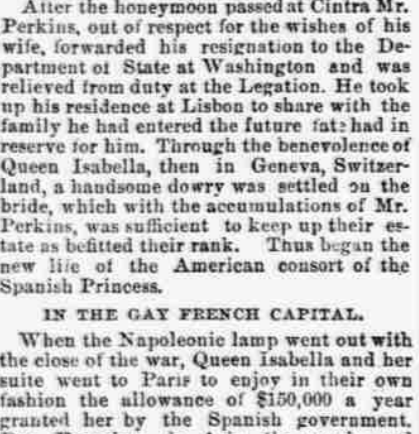 After the honeymoon passed at Cintra Mr.
Perkins, out of respect for the wishes of his
wife, forwarded his resignation to the De-
partment of State at Washington and was
relieved from duty at the Legation. He took
up his residence at Lisbon to share with the
family he had entered the future fate had in
reserve for him. Through the benevolence of
Queen Isabella, then in Geneva, Switzer-
land, a handsome dowry was settled on the
bride, which with the accumulations of Mr.
Perkins, was sufficient to keep up their es-
tate as befitted their rank. Thus began the
new life of the American consort of the
Spanish Princess.
IN THE GAY FRENCH CAPITAL.
When the Napoleonic lamp went out with
the close of the war, Queen Isabella and her
suite went to Paris to enjoy in their own
fashion the allowance of $150,000 a year
granted her by the Spanish government.